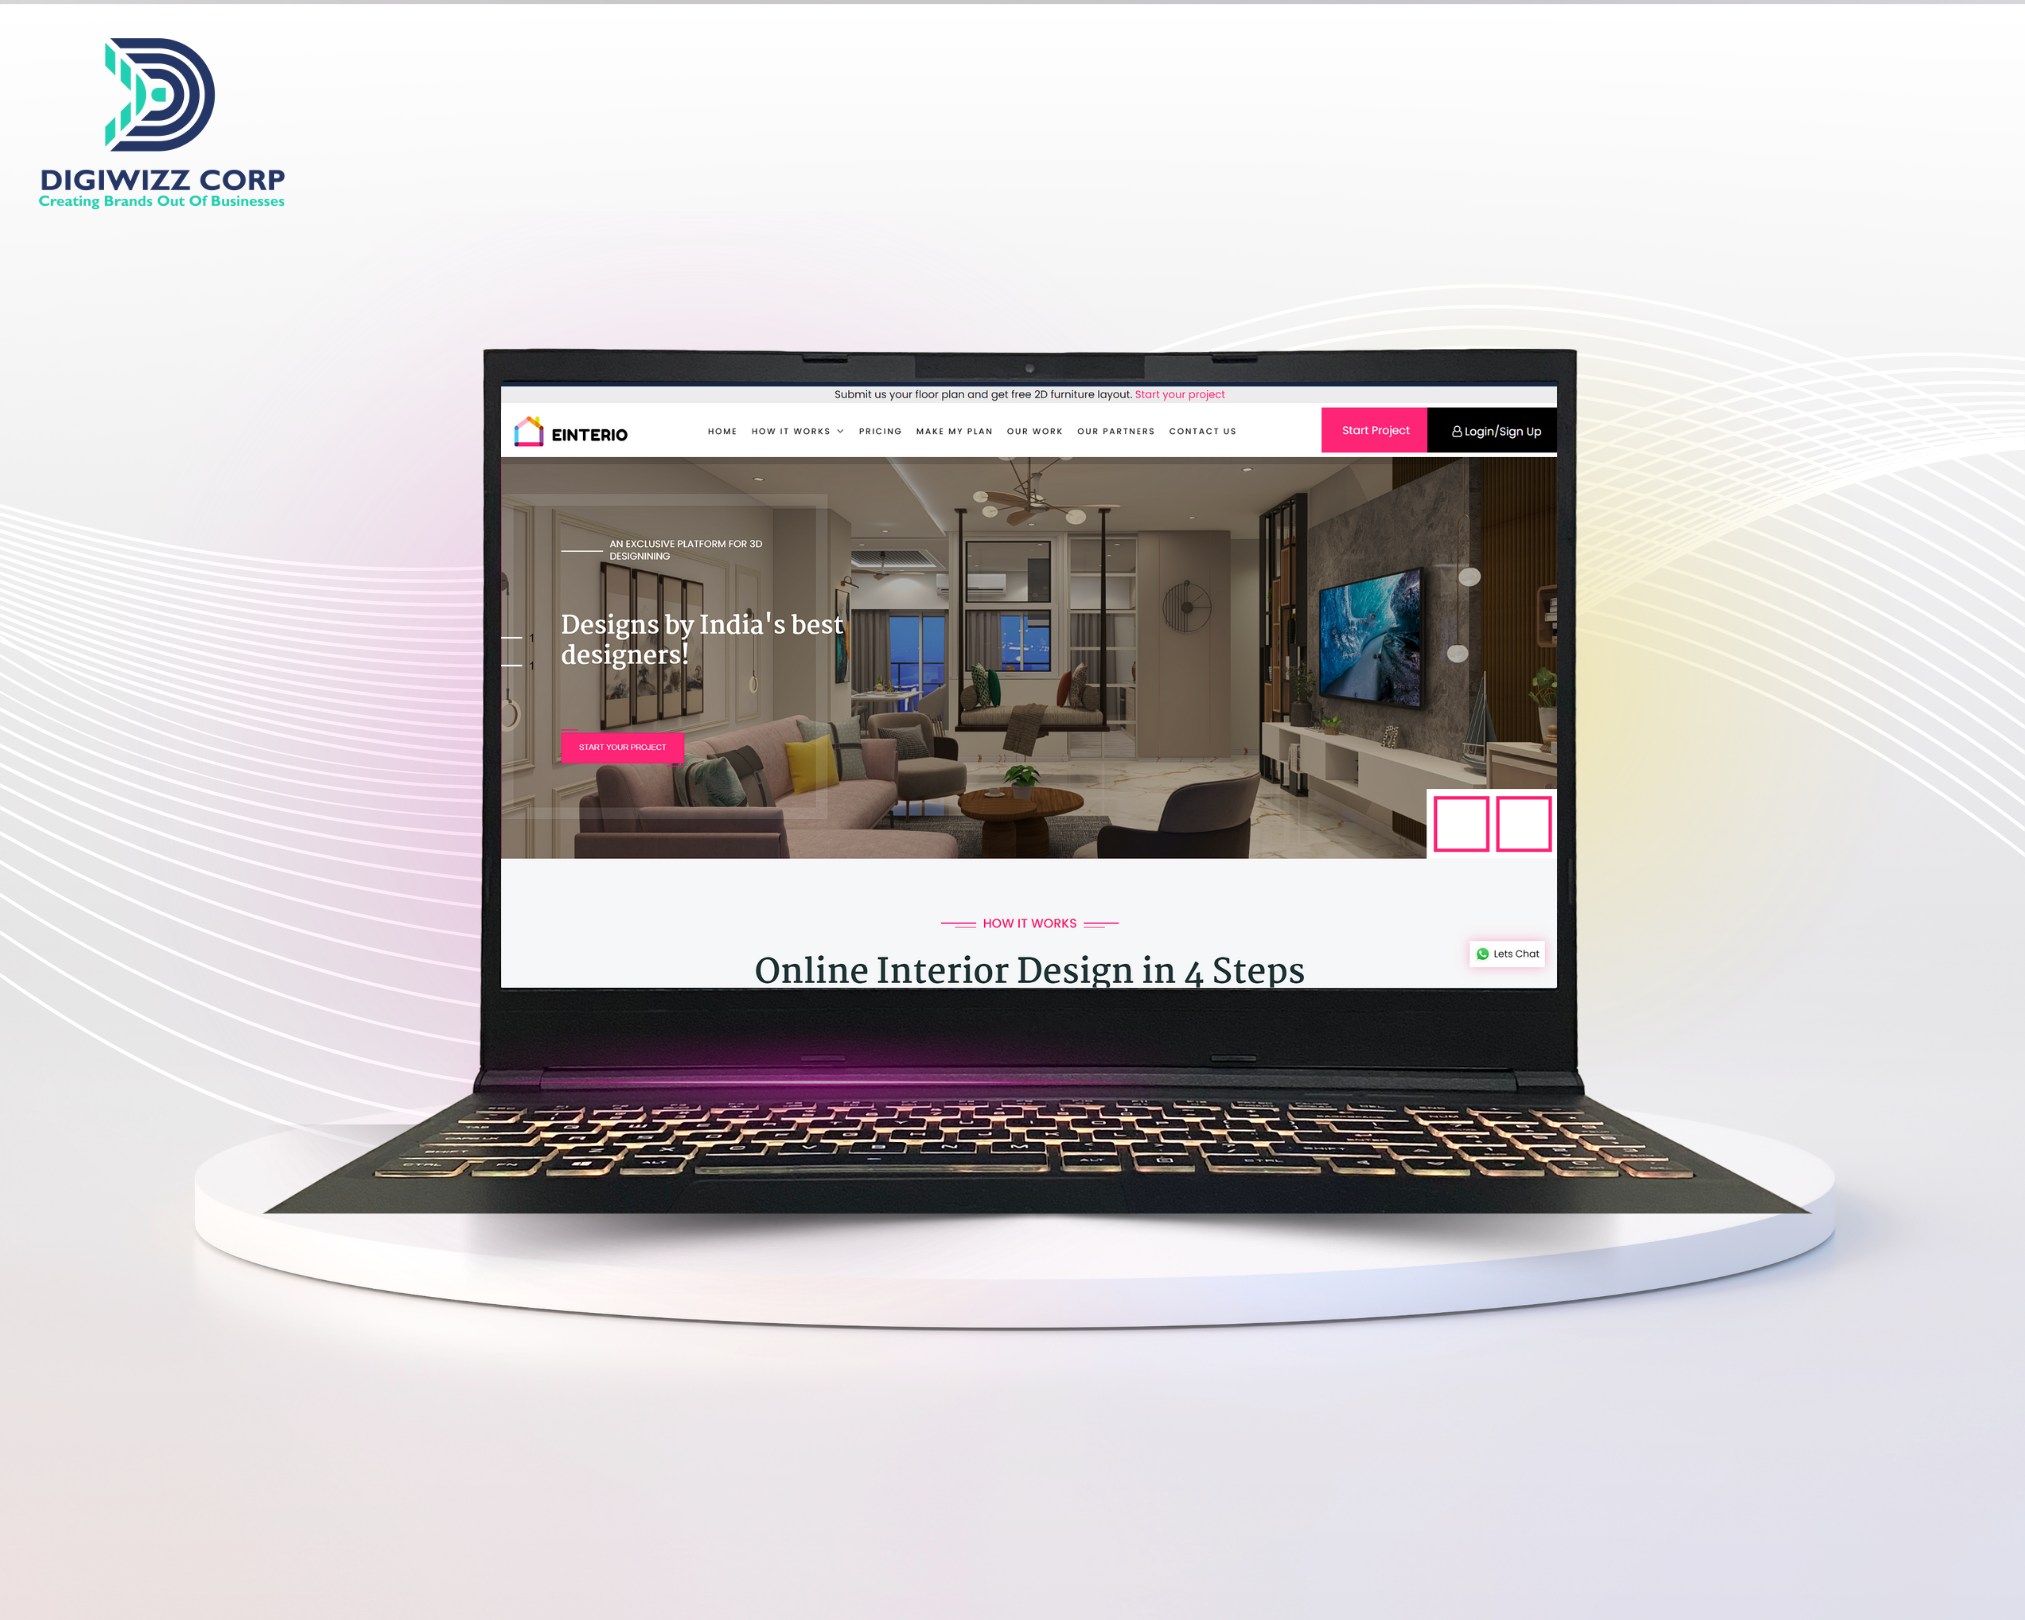 DIGIWIZZ CORP
Creating Brands Out Of Businesses
Submit us your floor plan and get free 2D furniture layout. Start your project
EINTERIO
HOME HOW IT WORKS PRICING MAKE MY PLAN OUR WORK OUR PARTNERS CONTACT US
Start Project
Login/Sign Up
AN EXCLUSIVE PLATFORM FOR 3D
DESIGNINING
Designs by India's best
designers!
1
1
START YOUR PROJECT
HOW IT WORKS
Online Interior Design in 4 Steps
Lets Chat